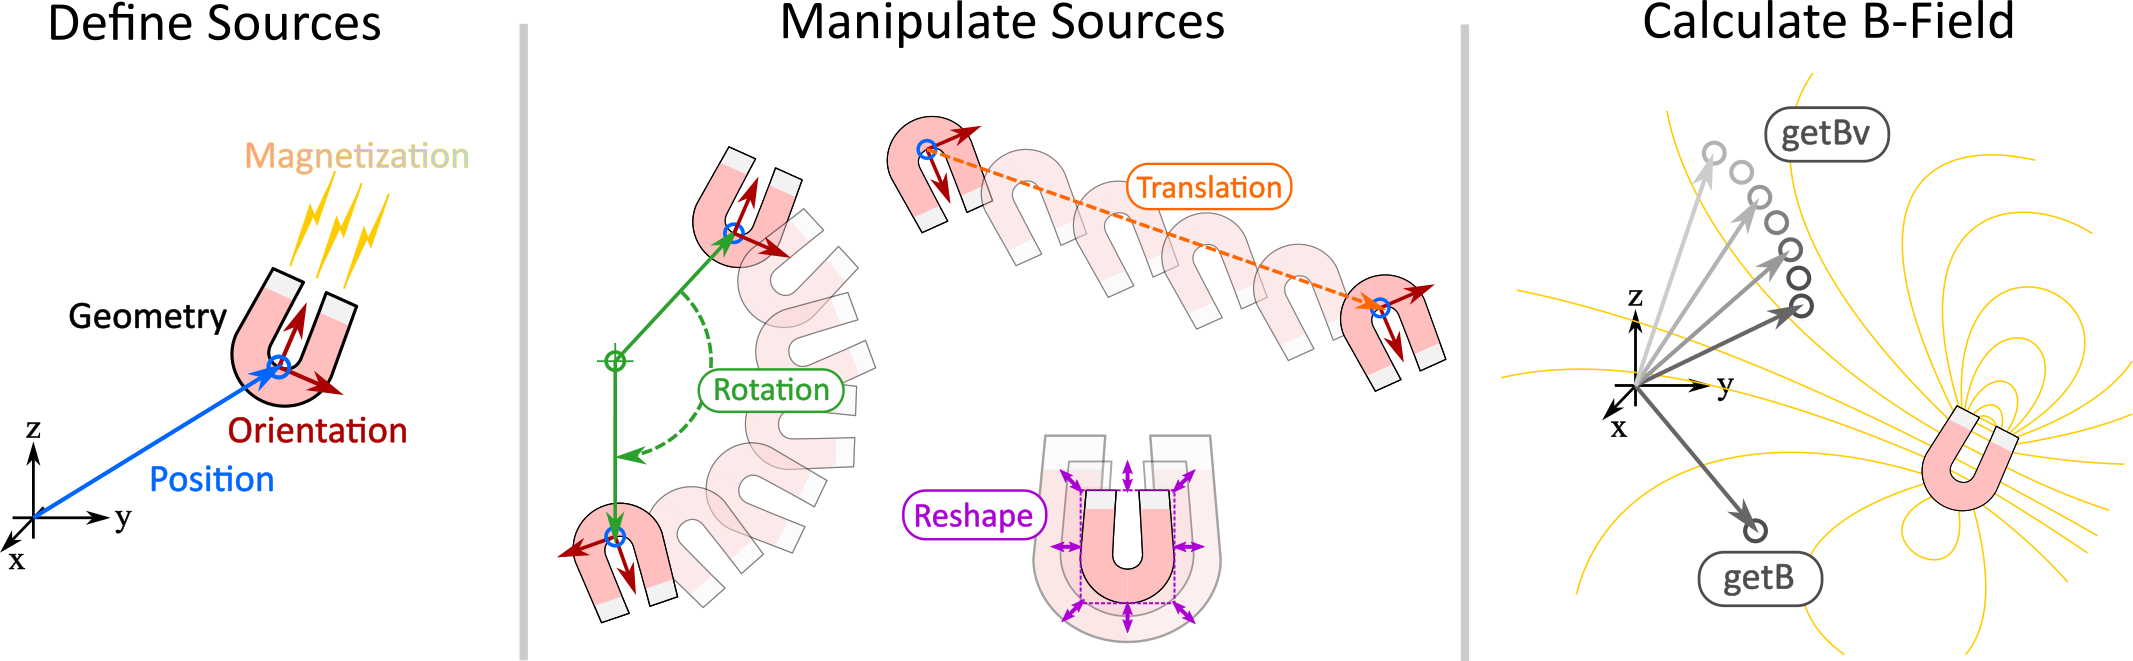 Define Sources
Magnetization
Geometry
Orientation
Position
z
y
x
Manipulate Sources
Translation
Rotation
Reshape
Calculate B-Field
getBv
z
y
x
getB